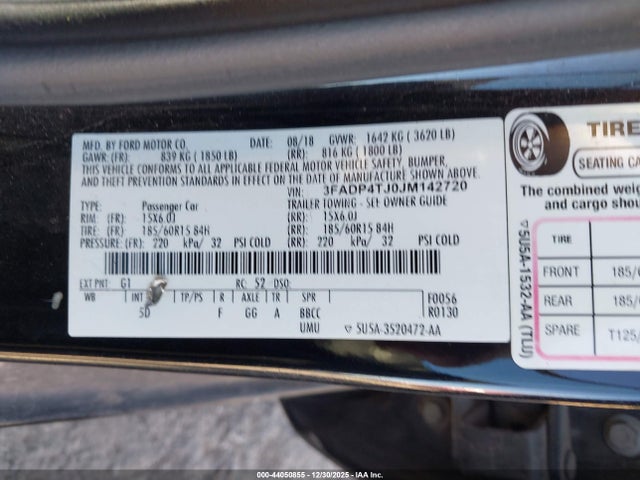 MFD. BY FORD MOTOR CO. DATE: 08/18 GVWR: 1642 KG ( 3620 LB)
GAWR: (FR): 839 KG ( 1850 LB) (RR): 816 KG ( 1800 LB)
THIS VEHICLE CONFORMS TO ALL APPLICABLE FEDERAL MOTOR VEHICLE SAFETY, BUMPER,
AND THEFT PREVENTION STANDARDS IN EFFECT ON THE DATE OF MANUFACTURE SHOWN ABOVE.
VIN: 3FADP4TJ0JM142720
TYPE: Passenger Car TRAILER TOWING - SEE OWNER GUIDE
RIM: (FR): 15X6.0J (RR): 15X6.0J
TIRE: (FR): 185/60R15 84H (RR): 185/60R15 84H
PRESSURE: (FR): 220 kPa/ 32 PSI COLD (RR): 220 kPa/ 32 PSI COLD
EXT PNT: G1 RC: 52 DSO:
WB INT TP/PS R AXLE TR SPR
5D F GG A BBCC
UMU
F0056
R0130
▽ 5U5A-3520472-AA
▽ 5U5A-1532-AA (TLU)
TIRE
SEATING CA
The combined weig
and cargo shou
TIRE
FRONT 185/6
REAR 185/
SPARE T125/
000-44050855 - 12/30/2025 - IAA, Inc.